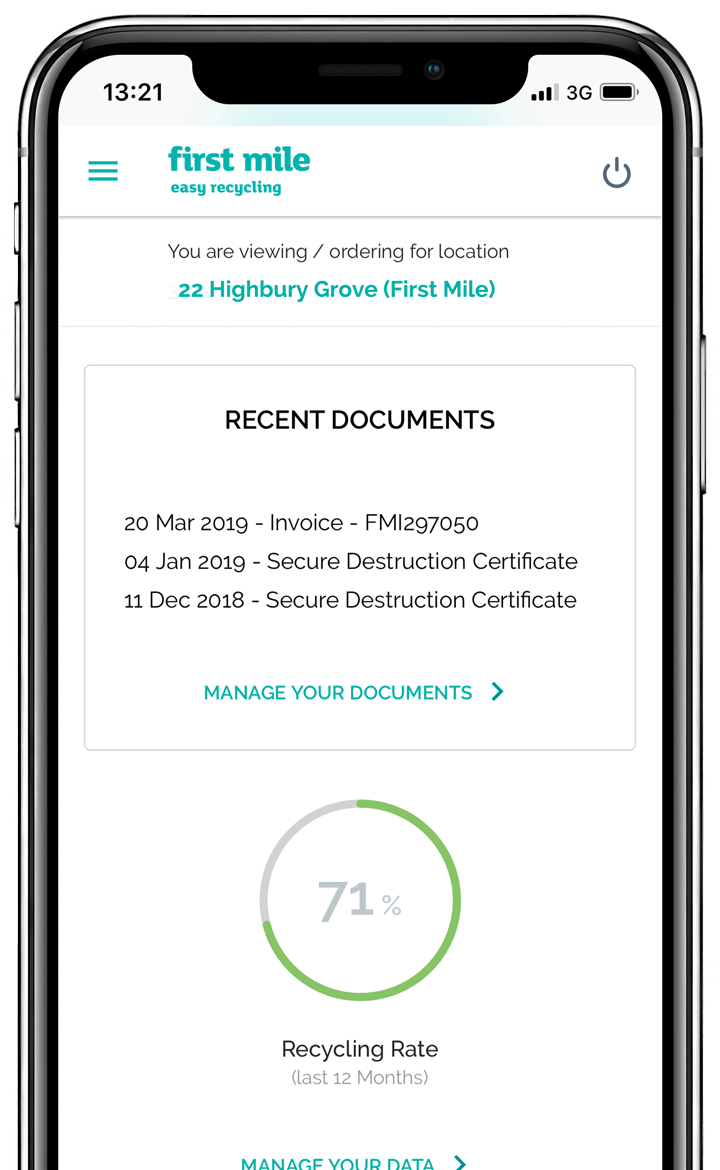 13:21 3G
first mile
easy recycling
You are viewing / ordering for location
22 Highbury Grove (First Mile)
RECENT DOCUMENTS
20 Mar 2019 - Invoice - FMI297050
04 Jan 2019 - Secure Destruction Certificate
11 Dec 2018 - Secure Destruction Certificate
MANAGE YOUR DOCUMENTS
71 %
Recycling Rate
(last 12 Months)
MANAGE YOUR DATA